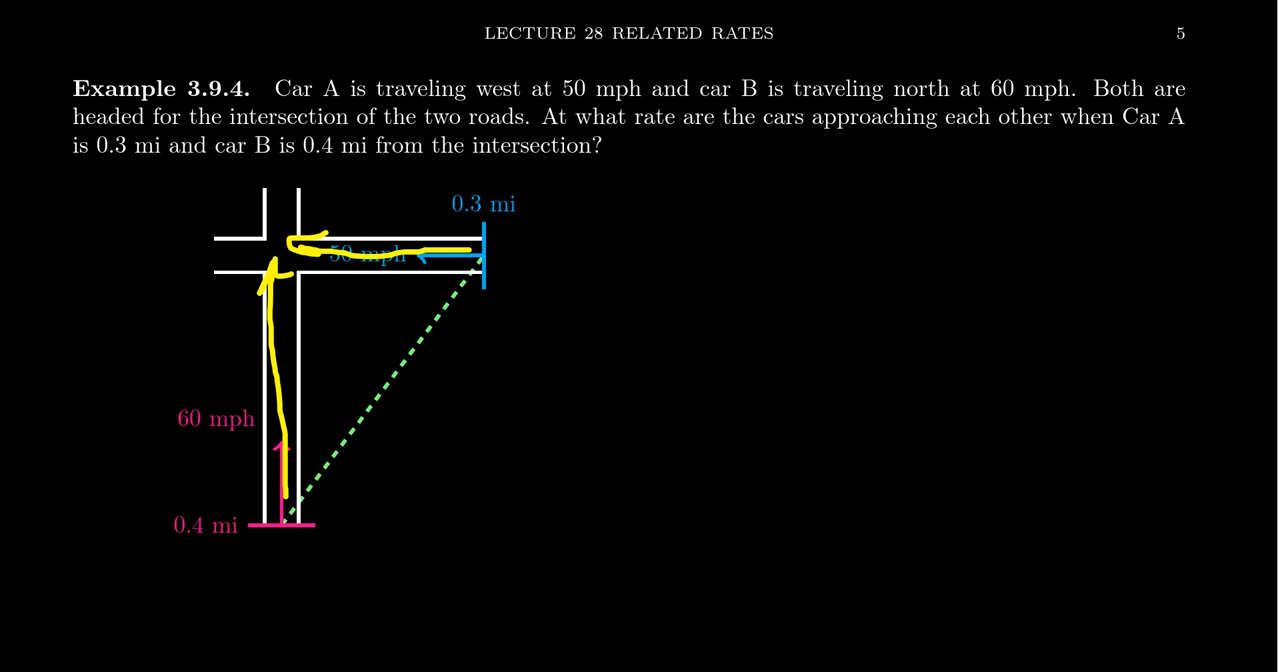 LECTURE 28 RELATED RATES 5
Example 3.9.4. Car A is traveling west at 50 mph and car B is traveling north at 60 mph. Both are
headed for the intersection of the two roads. At what rate are the cars approaching each other when Car A
is 0.3 mi and car B is 0.4 mi from the intersection?
0.3 mi
50 mph
60 mph
0.4 mi